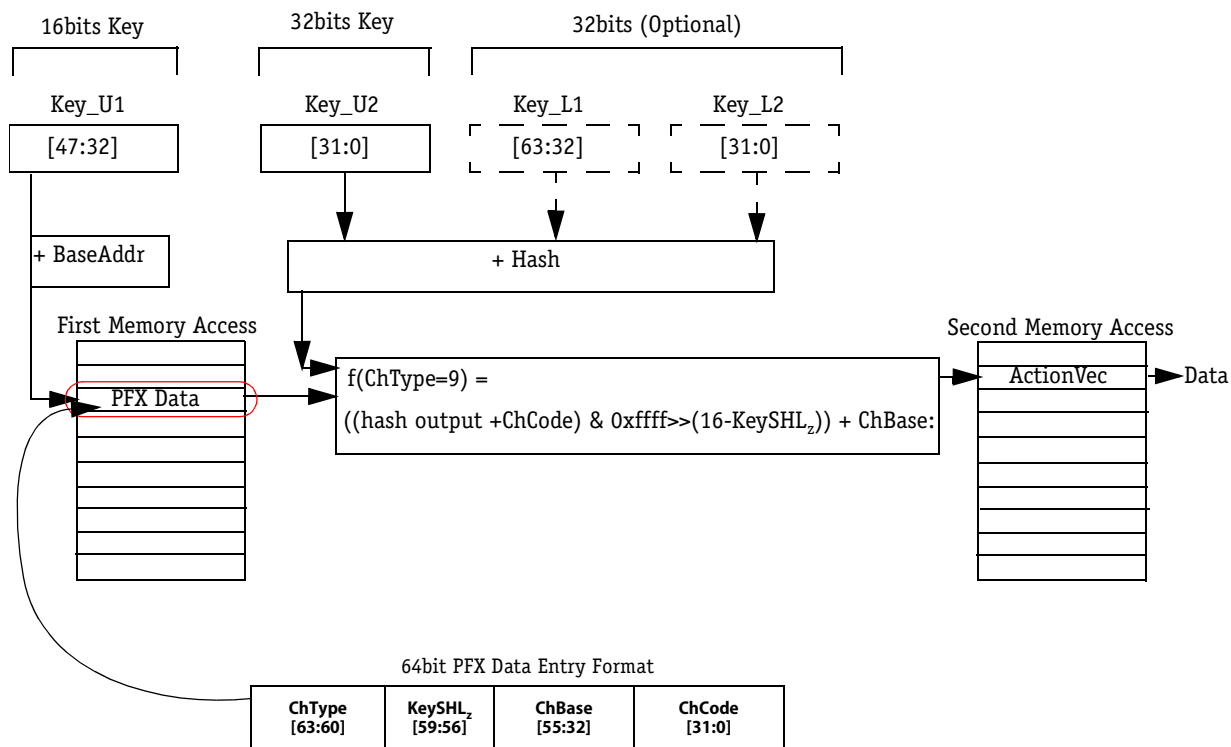 16bits Key
32bits Key
32bits (Optional)
Key_U1
Key_U2
Key_L1
Key_L2
[47:32]
[31:0]
[63:32]
[31:0]
+ BaseAddr
+ Hash
First Memory Access
Second Memory Access
PFX Data
f(ChType=9) =
((hash output +ChCode) & 0xffff>>(16-KeySHLz)) + ChBase:
ActionVec
Data
64bit PFX Data Entry Format
ChType
[63:60]
KeySHLz
[59:56]
ChBase
[55:32]
ChCode
[31:0]